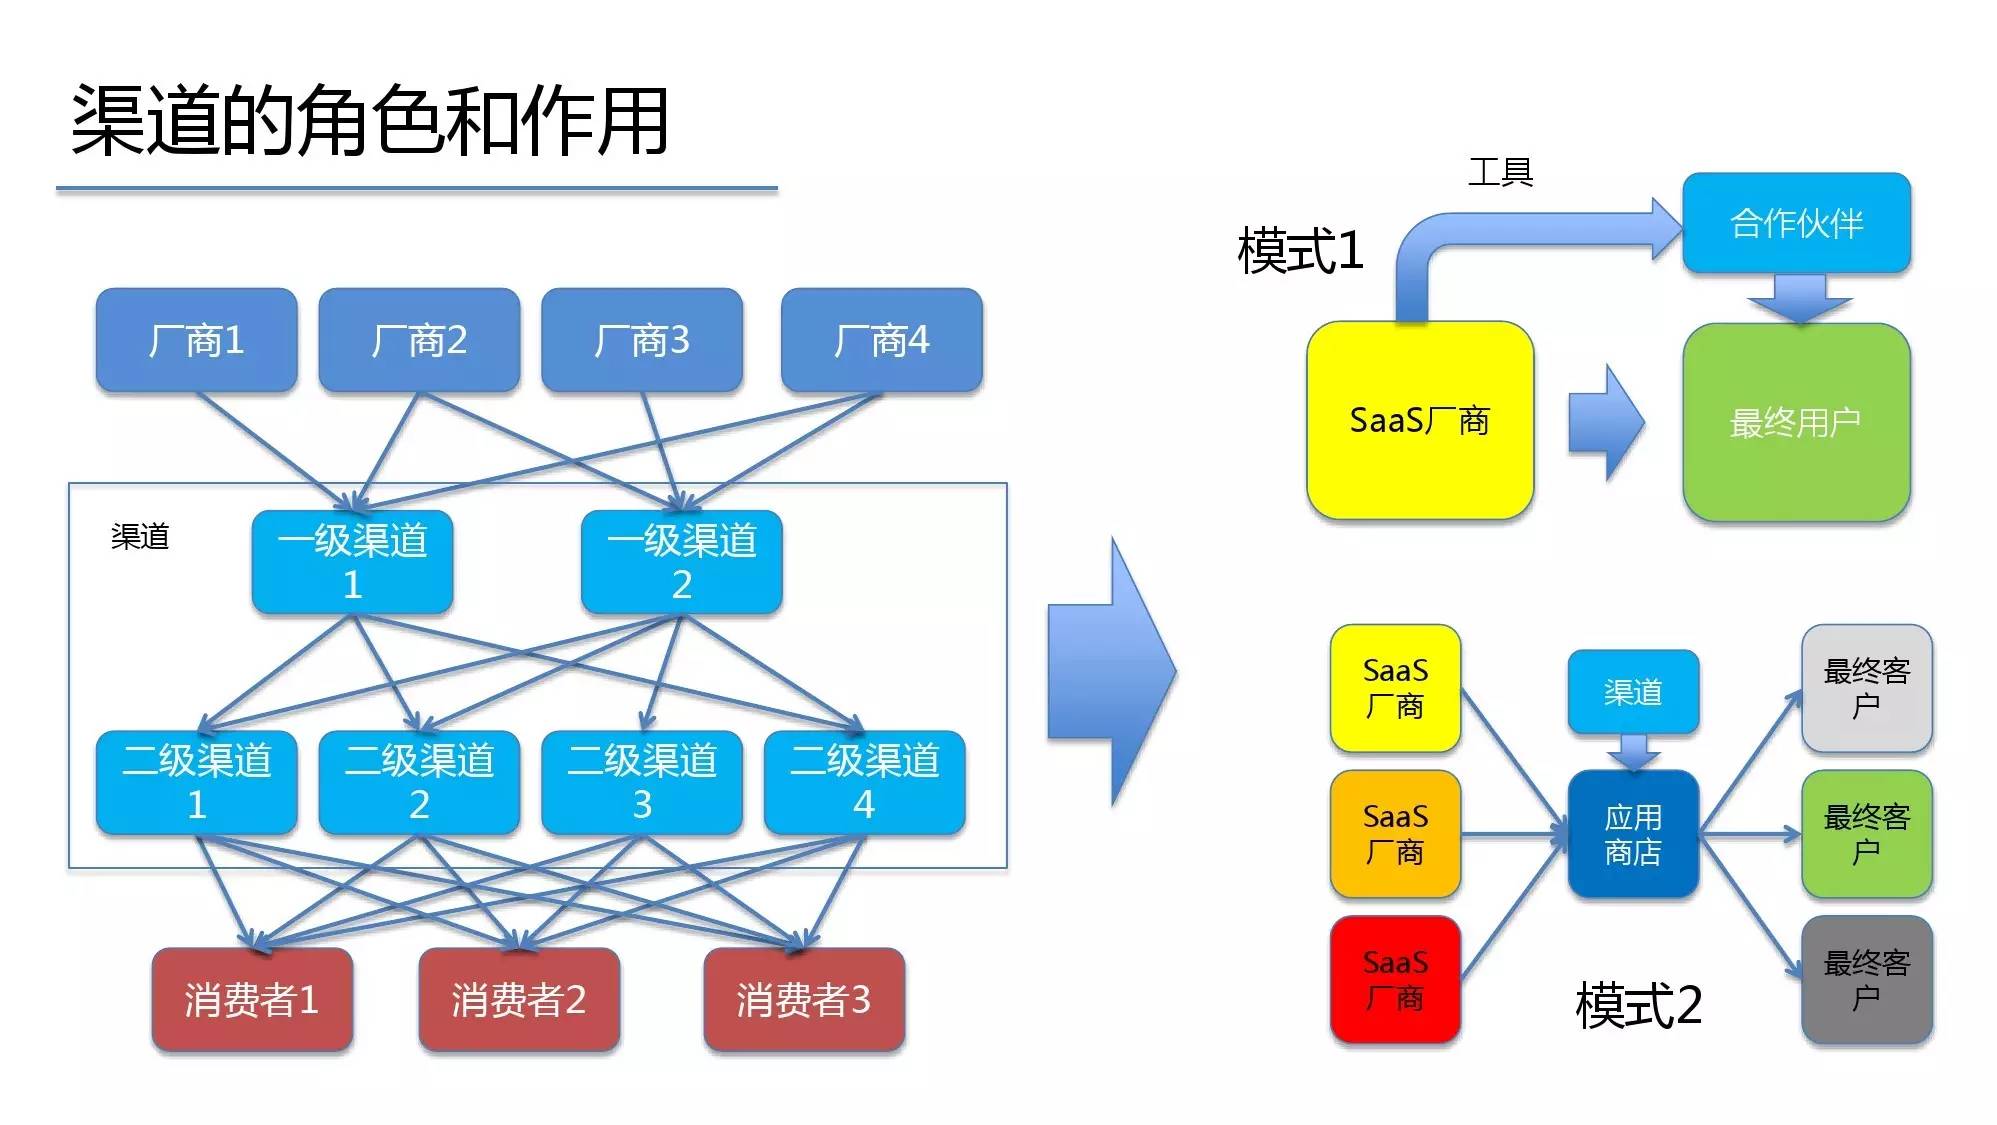 渠道的角色和作用
厂商1
厂商2
厂商3
厂商4
渠道
一级渠道
1
一级渠道
2
二级渠道
1
二级渠道
2
二级渠道
3
二级渠道
4
消费者1
消费者2
消费者3
模式1
工具
合作伙伴
SaaS厂商
最终用户
SaaS
厂商
SaaS
厂商
SaaS
厂商
渠道
应用
商店
最终客
户
最终客
户
最终客
户
模式2